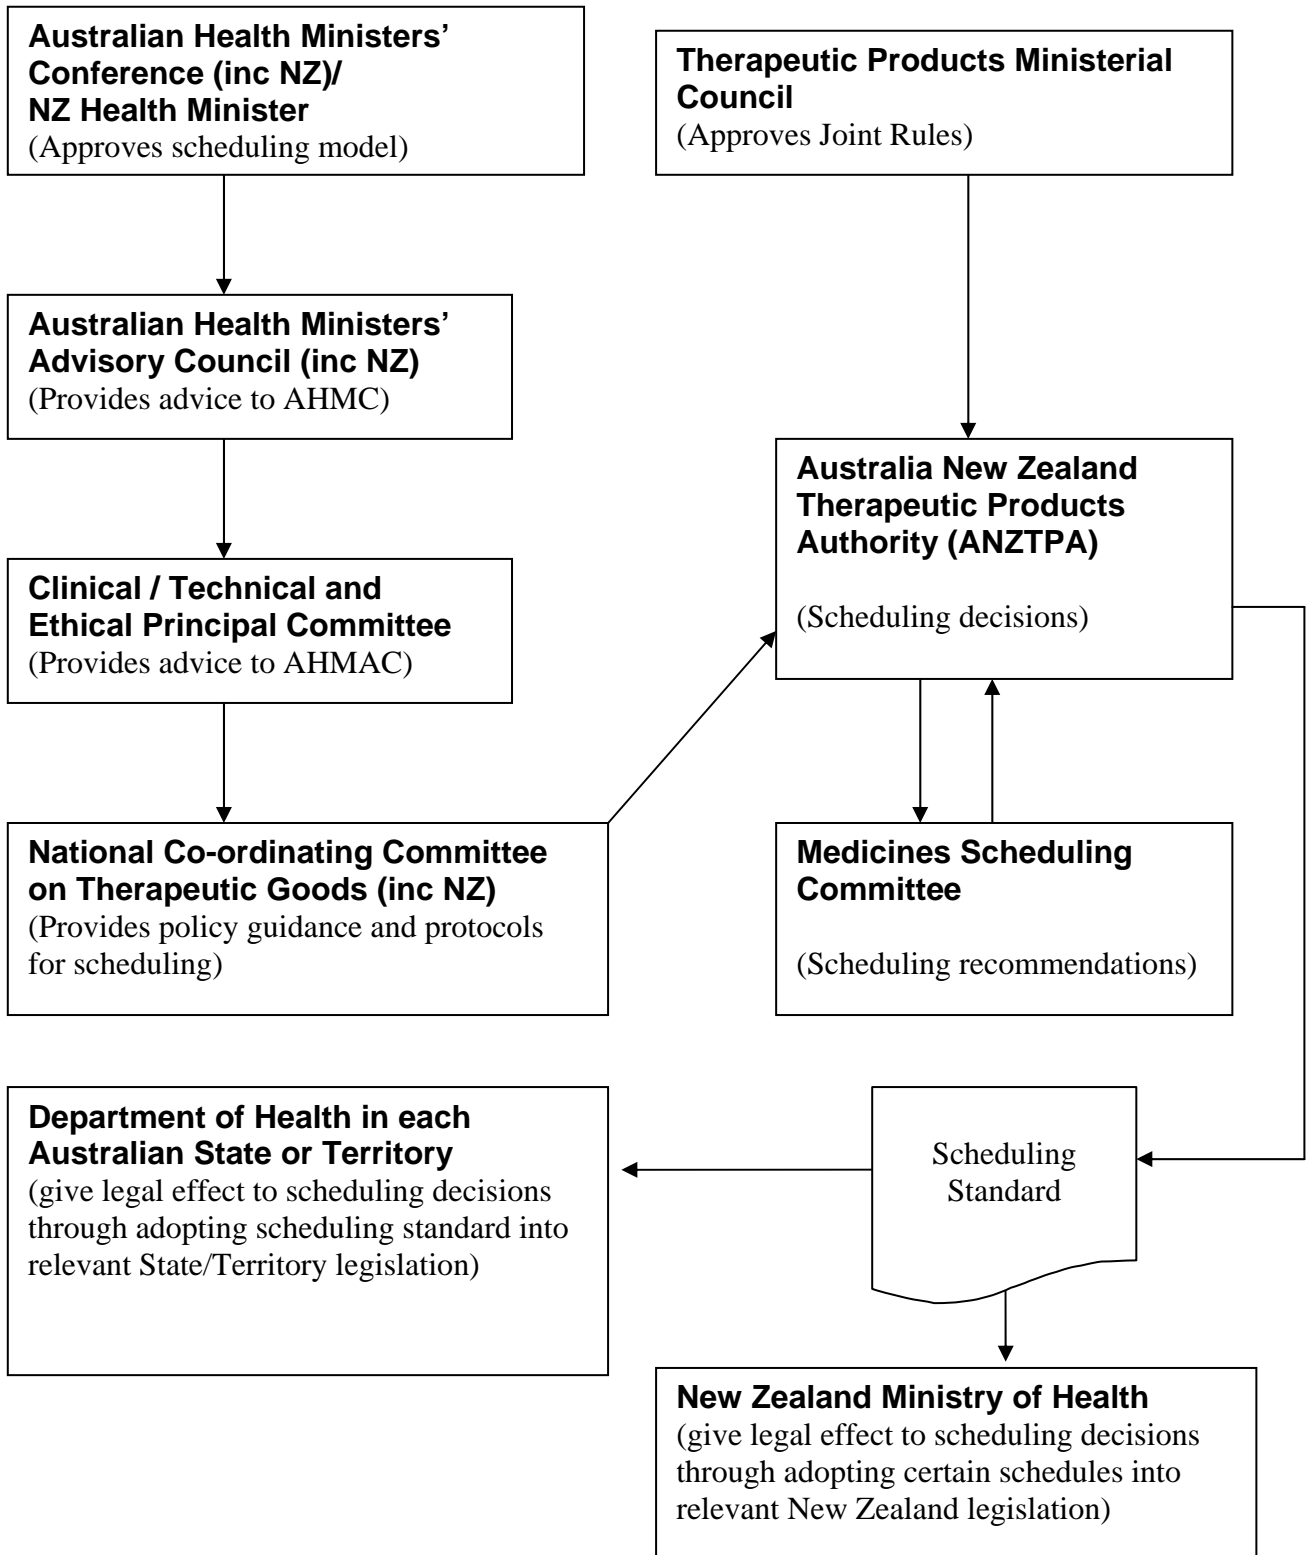 Australian Health Ministers’
Conference (inc NZ)/
NZ Health Minister
(Approves scheduling model)
Therapeutic Products Ministerial
Council
(Approves Joint Rules)
Australian Health Ministers’
Advisory Council (inc NZ)
(Provides advice to AHMC)
Australia New Zealand
Therapeutic Products
Authority (ANZTPA)
(Scheduling decisions)
Clinical / Technical and
Ethical Principal Committee
(Provides advice to AHMAC)
National Co-ordinating Committee
on Therapeutic Goods (inc NZ)
(Provides policy guidance and protocols
for scheduling)
Medicines Scheduling
Committee
(Scheduling recommendations)
Department of Health in each
Australian State or Territory
(give legal effect to scheduling decisions
through adopting scheduling standard into
relevant State/Territory legislation)
Scheduling
Standard
New Zealand Ministry of Health
(give legal effect to scheduling decisions
through adopting certain schedules into
relevant New Zealand legislation)